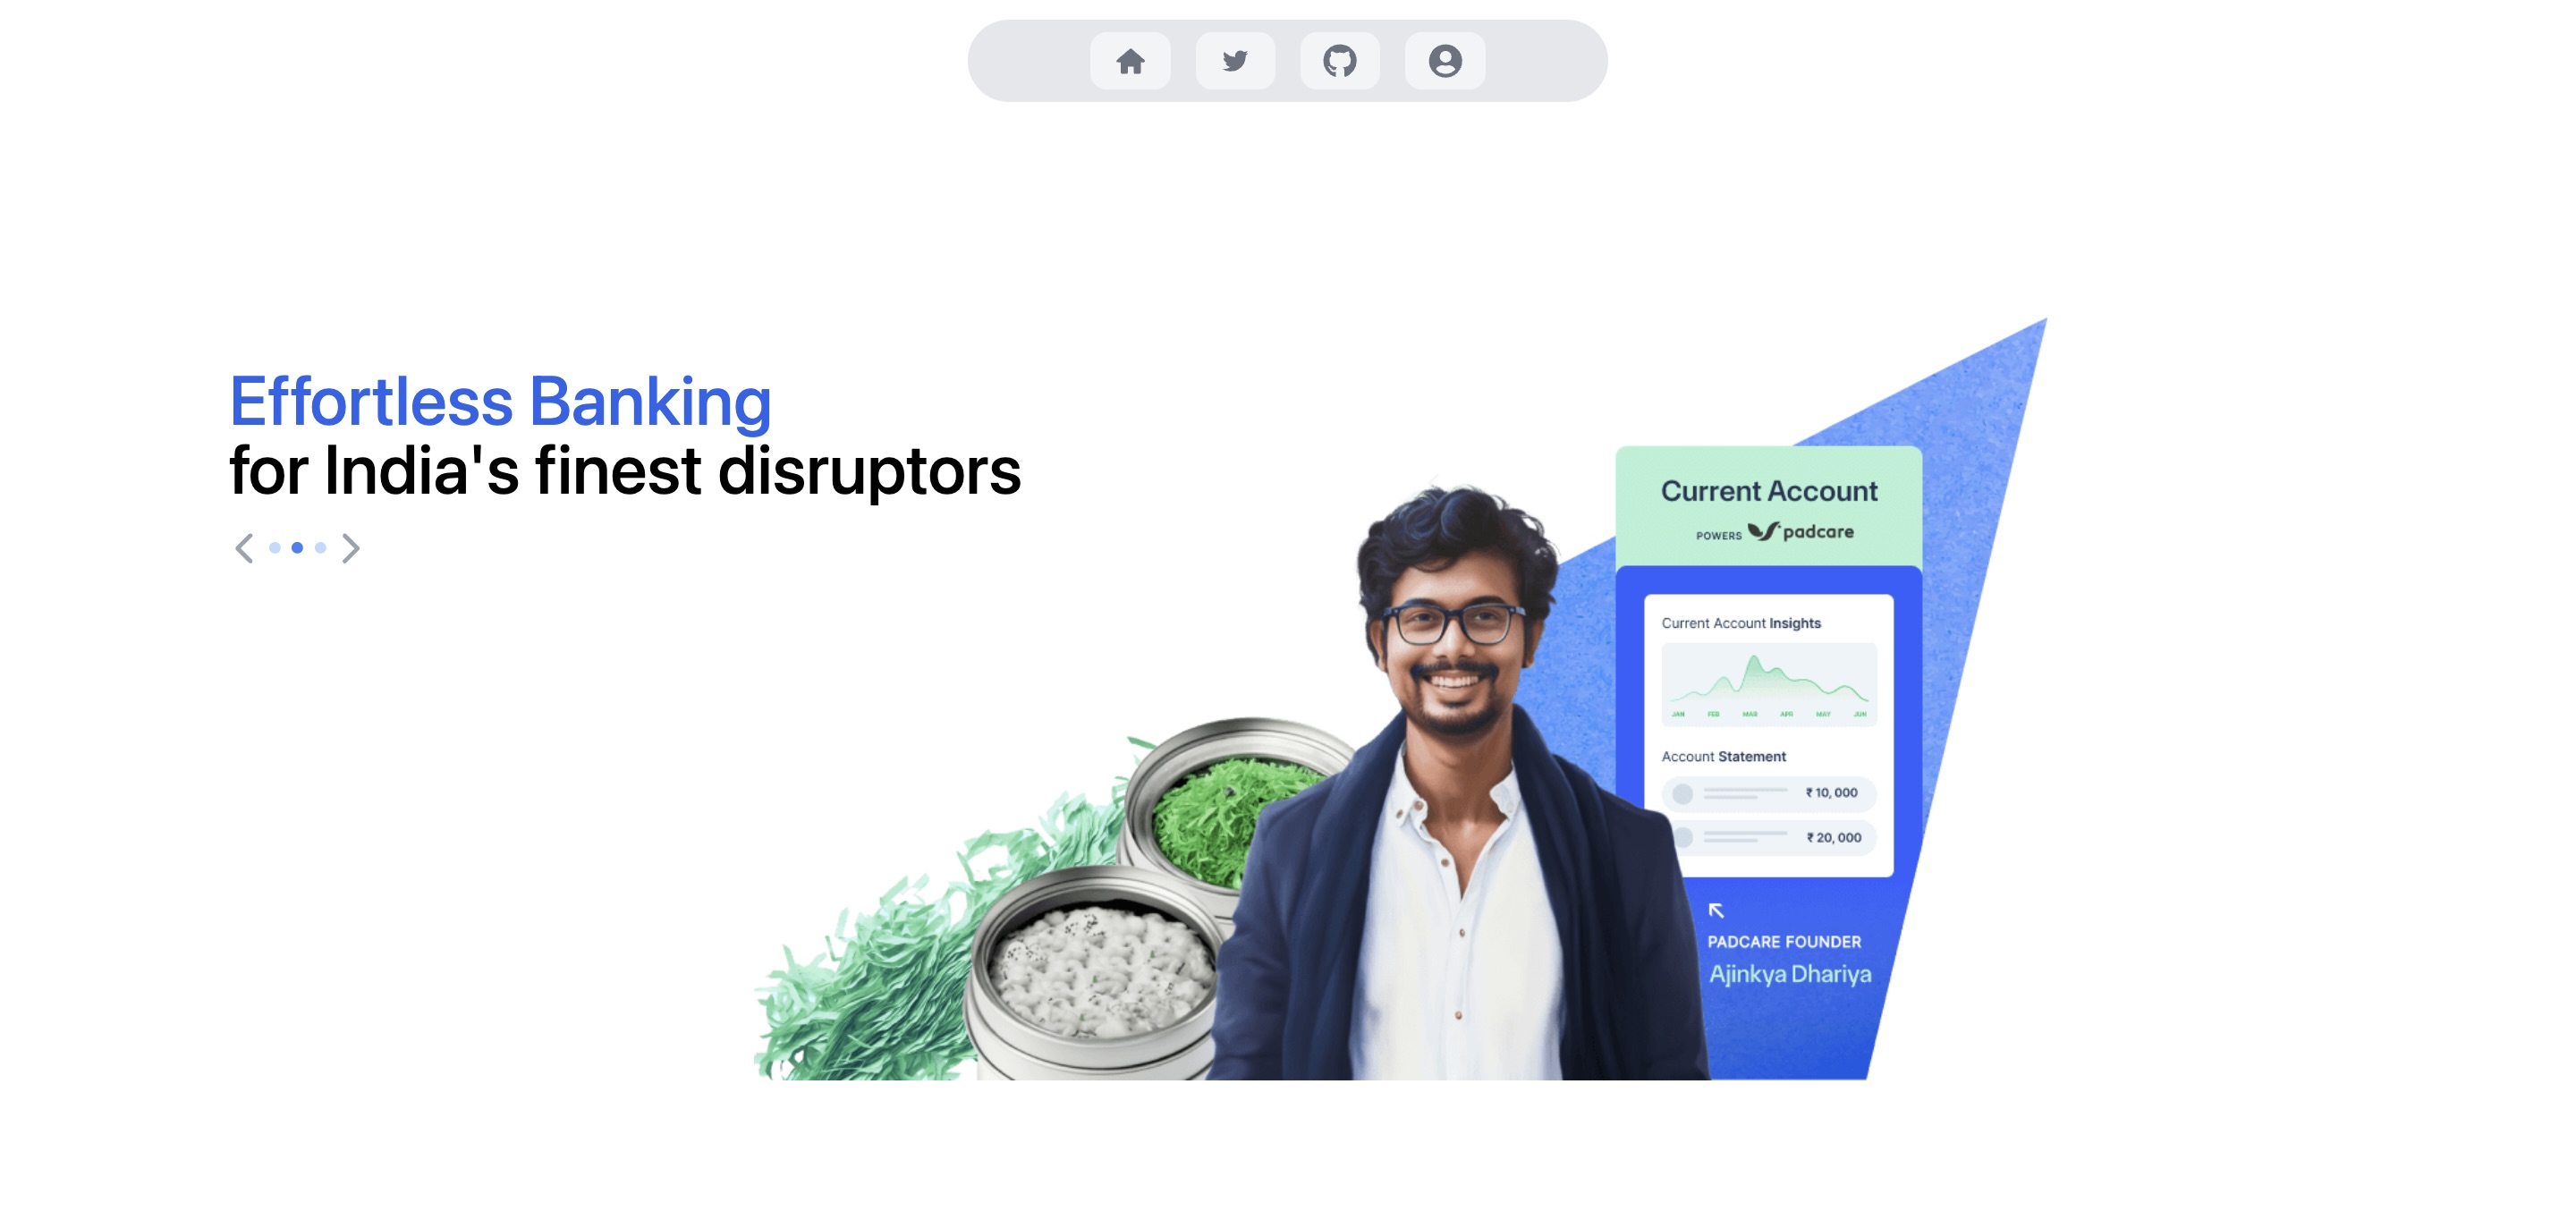 Effortless Banking
for India's finest disruptors
Current Account
POWERS padcare
Current Account Insights
JAN FEB MAR APR MAY JUN
Account Statement
₹ 10, 000
₹ 20, 000
PADCARE FOUNDER
Ajinkya Dhariya